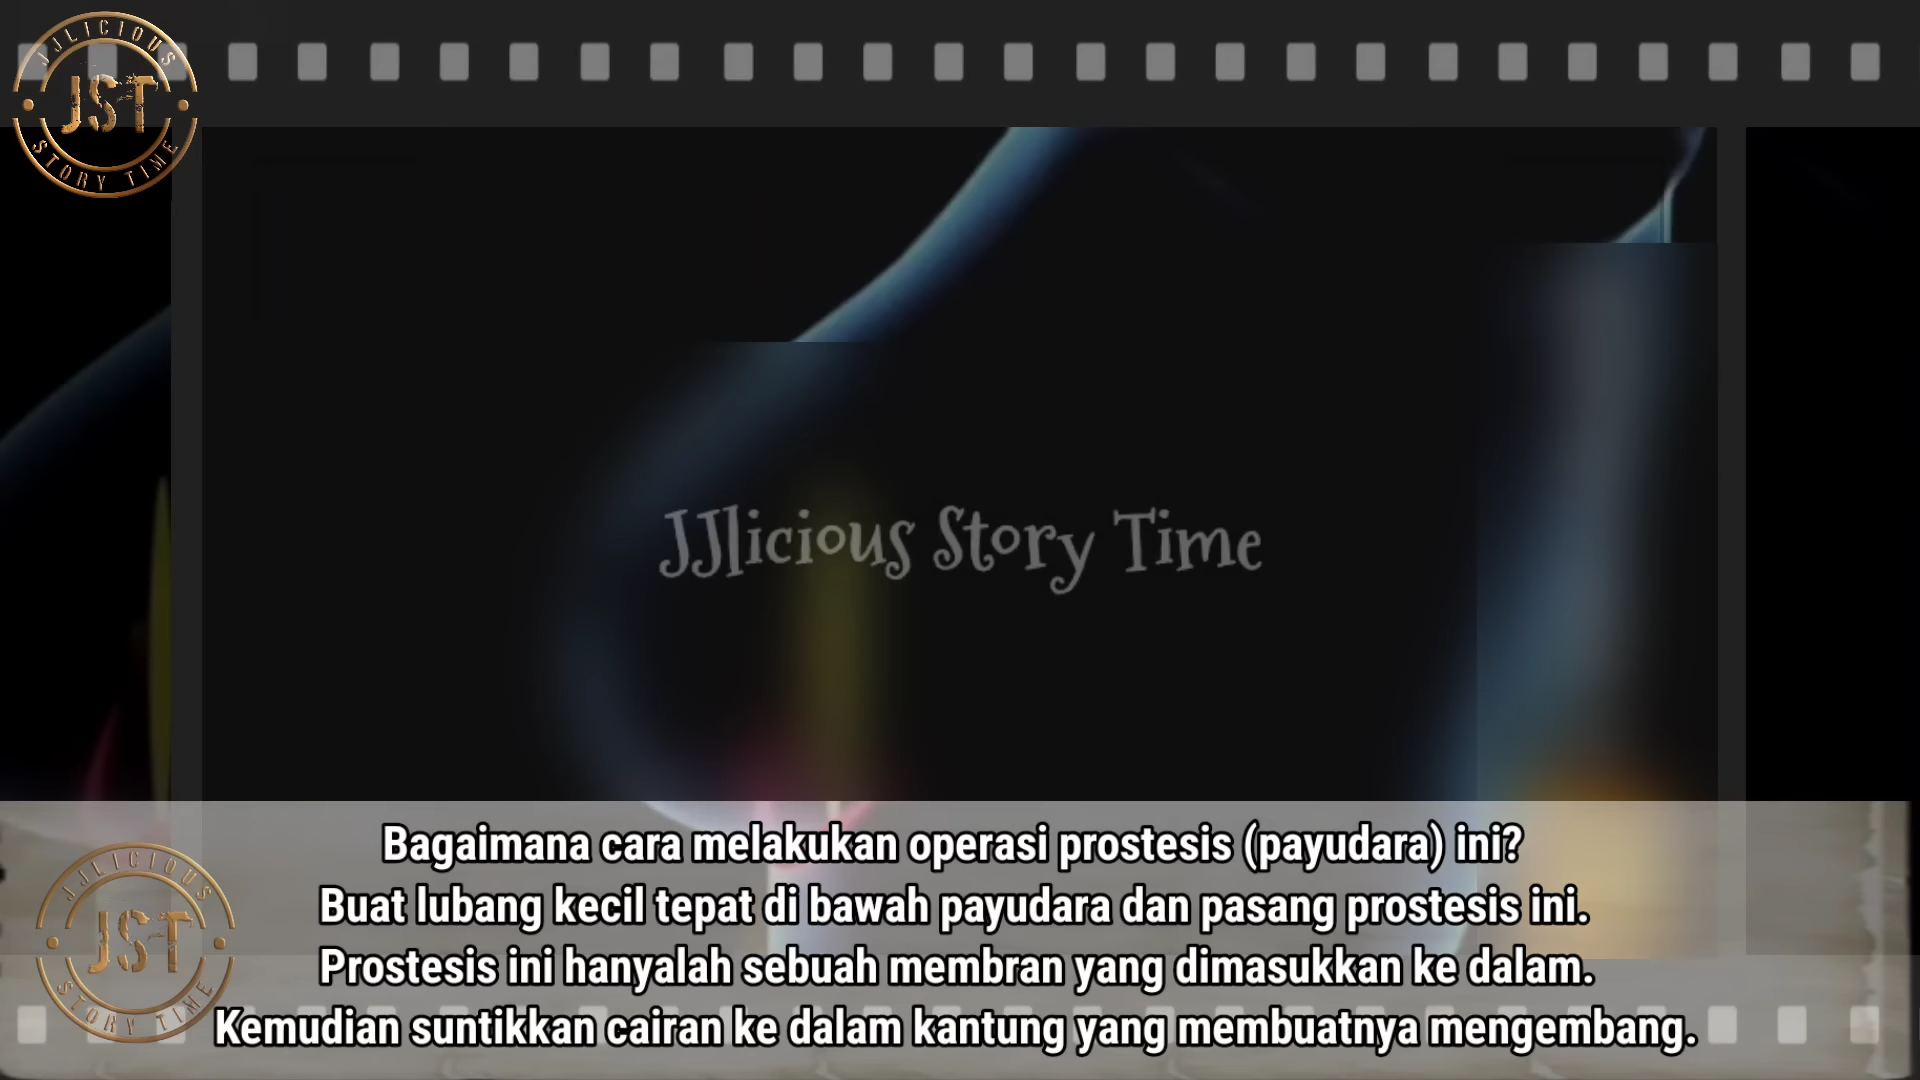 JJLICIOUS
JST
STORY TIME
JJlicious Story Time
Bagaimana cara melakukan operasi prostesis (payudara) ini?
Buat lubang kecil tepat di bawah payudara dan pasang prostesis ini.
Prostesis ini hanyalah sebuah membran yang dimasukkan ke dalam.
Kemudian suntikkan cairan ke dalam kantung yang membuatnya mengembang.
JJLICIOUS
JST
STORY TIME